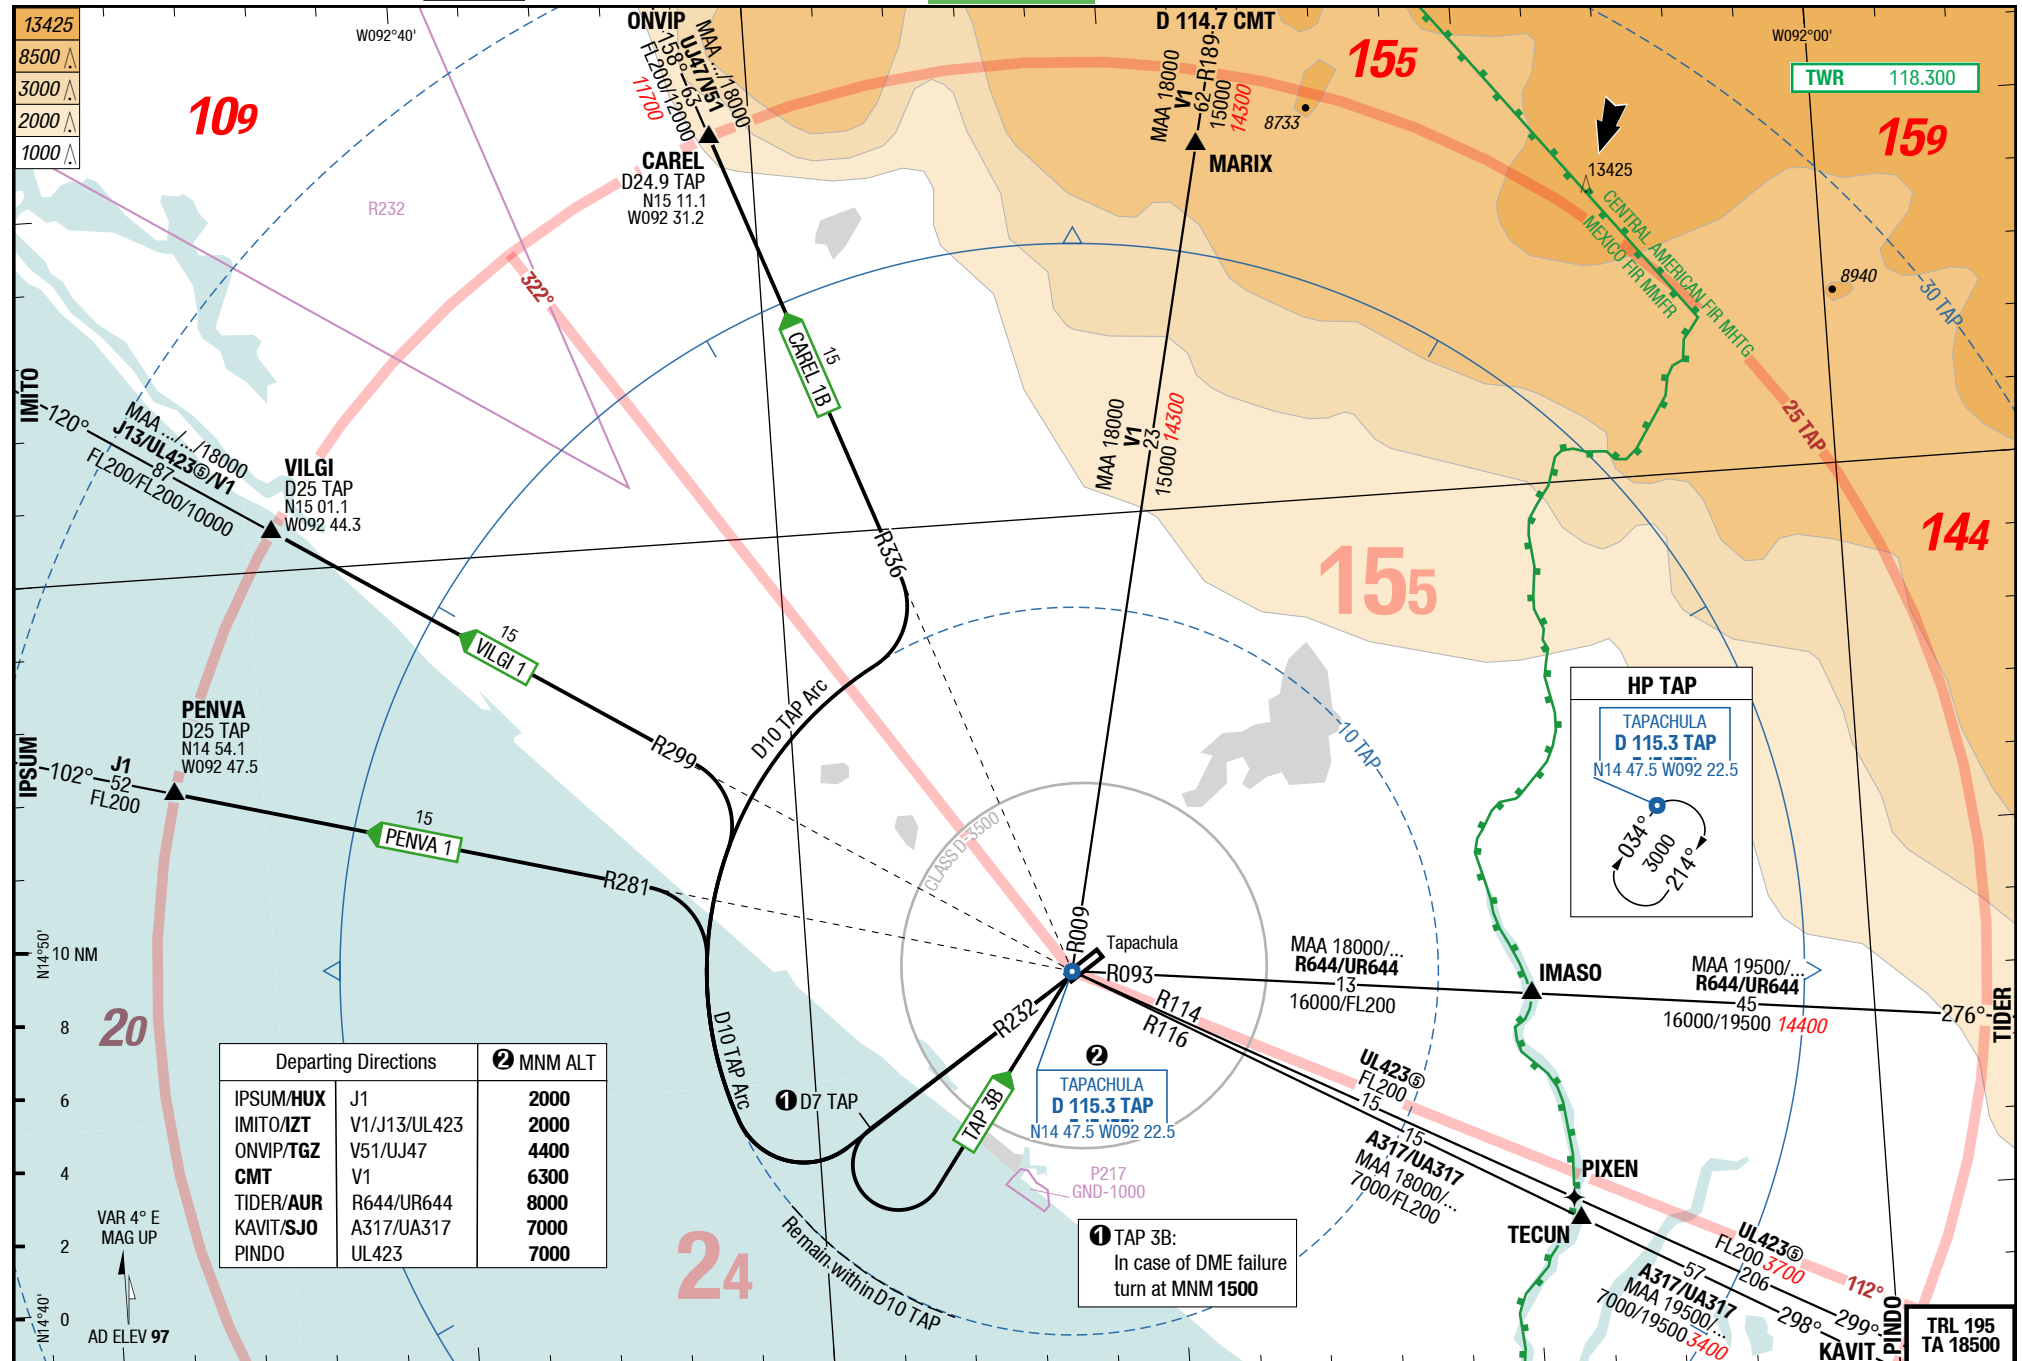 13425
8500
3000
2000
1000
W092°40'
109
R232
ONVIP
MAA .../18000
UJ47/V51
158°-63
FL200/12000
11700
CAREL
D24.9 TAP
N15 11.1
W092 31.2
D 114.7 CMT
MAA 18000
V1
62-R189
15000
14300
MARIX
8733
155
W092°00'
TWR 118.300
159
13425
CENTRAL AMERICAN FIR MHTG
MEXICO FIR MMFR
8940
30 TAP
25 TAP
322°
CAREL 1B
15
IMITO
120°
MAA .../.../18000
J13/UL423⑤/V1
87
FL200/FL200/10000
VILGI
D25 TAP
N15 01.1
W092 44.3
MAA 18000
V1
23
15000
14300
R336
144
155
VILGI 1
15
R299
D10 TAP Arc
10 TAP
PENVA
D25 TAP
N14 54.1
W092 47.5
IPSUM
102°
J1
52
FL200
PENVA 1
15
R281
HP TAP
TAPACHULA
D 115.3 TAP
N14 47.5 W092 22.5
034°
3000
214°
CLASS D-3500
R009
Tapachula
R093
MAA 18000/...
R644/UR644
13
16000/FL200
IMASO
MAA 19500/...
R644/UR644
45
16000/19500 14400
276°
TIDER
N14°50'
10 NM
8
6
4
2
0
N14°40'
20
R232
R114
R116
D10 TAP Arc
❶ D7 TAP
TAP 3B
❷
TAPACHULA
D 115.3 TAP
N14 47.5 W092 22.5
UL423⑤
FL200
15
15
A317/UA317
MAA 18000/...
7000/FL200
PIXEN
TECUN
P217
GND-1000
Departing Directions ❷ MNM ALT
IPSUM/HUX J1 2000
IMITO/IZT V1/J13/UL423 2000
ONVIP/TGZ V51/UJ47 4400
CMT V1 6300
TIDER/AUR R644/UR644 8000
KAVIT/SJO A317/UA317 7000
PINDO UL423 7000
24
Remain within D10 TAP
❶ TAP 3B:
In case of DME failure
turn at MNM 1500
UL423⑤
FL200 3700
206
57
A317/UA317
MAA 19500/...
7000/19500 3400
112°
299°
298°
PINDO
KAVIT
VAR 4° E
MAG UP
AD ELEV 97
TRL 195
TA 18500